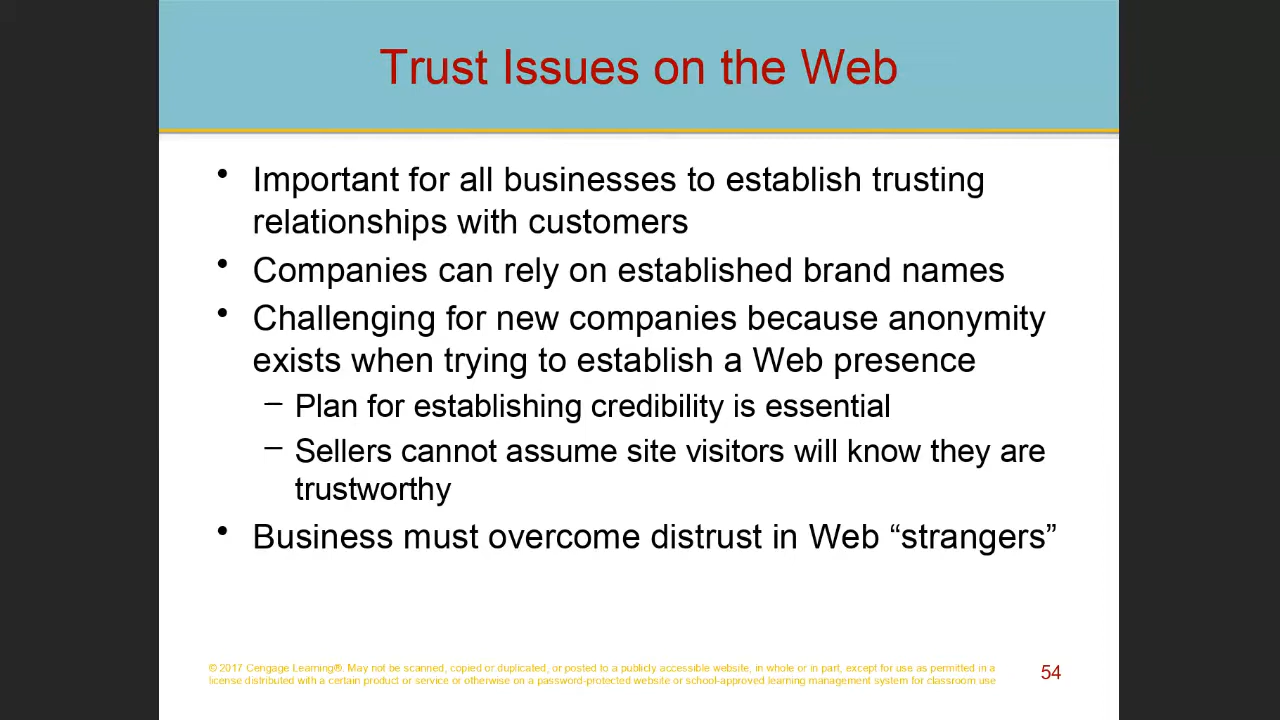 Trust Issues on the Web
• Important for all businesses to establish trusting
relationships with customers
• Companies can rely on established brand names
• Challenging for new companies because anonymity
exists when trying to establish a Web presence
– Plan for establishing credibility is essential
– Sellers cannot assume site visitors will know they are
trustworthy
• Business must overcome distrust in Web “strangers”
© 2017 Cengage Learning®. May not be scanned, copied or duplicated, or posted to a publicly accessible website, in whole or in part, except for use as permitted in a
license distributed with a certain product or service or otherwise on a password-protected website or school-approved learning management system for classroom use
54